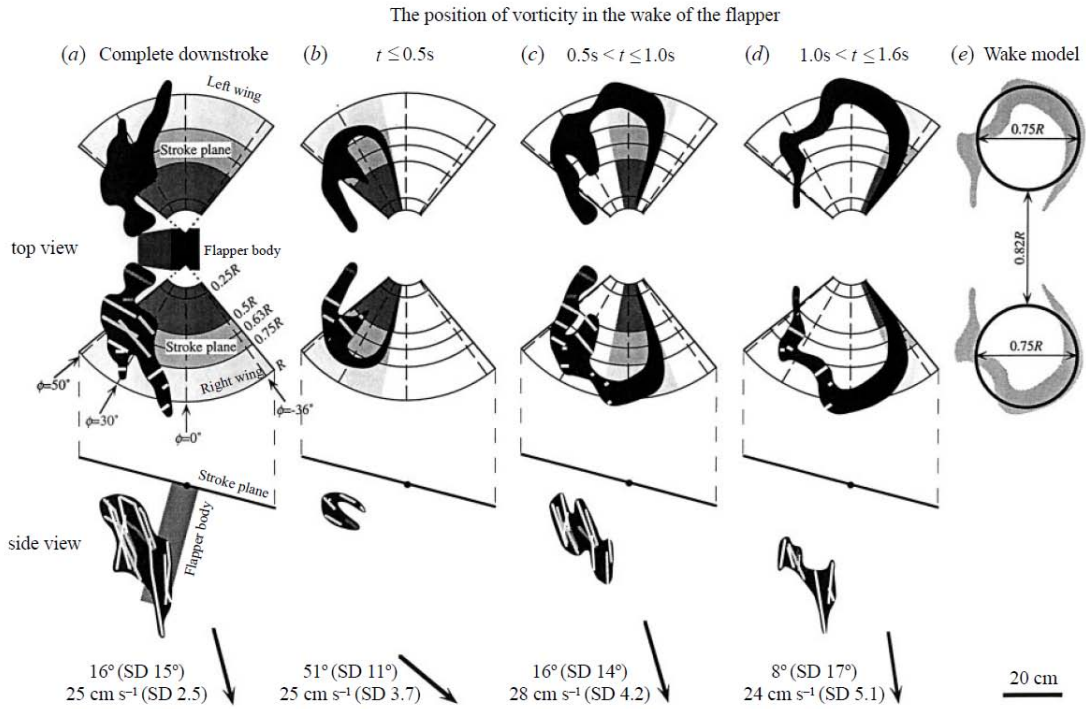 The position of vorticity in the wake of the flapper
(a) Complete downstroke
(b) t ≤ 0.5s
(c) 0.5s < t ≤ 1.0s
(d) 1.0s < t ≤ 1.6s
(e) Wake model
Left wing
Stroke plane
0.75R
top view
Flapper body
0.82R
0.25R
0.5R
0.63R
0.75R
R
Stroke plane
Right wing
0.75R
ϕ=50°
ϕ=30°
ϕ=0°
ϕ=-36°
Stroke plane
side view
Flapper body
16° (SD 15°)
25 cm s⁻¹ (SD 2.5)
51° (SD 11°)
25 cm s⁻¹ (SD 3.7)
16° (SD 14°)
28 cm s⁻¹ (SD 4.2)
8° (SD 17°)
24 cm s⁻¹ (SD 5.1)
20 cm